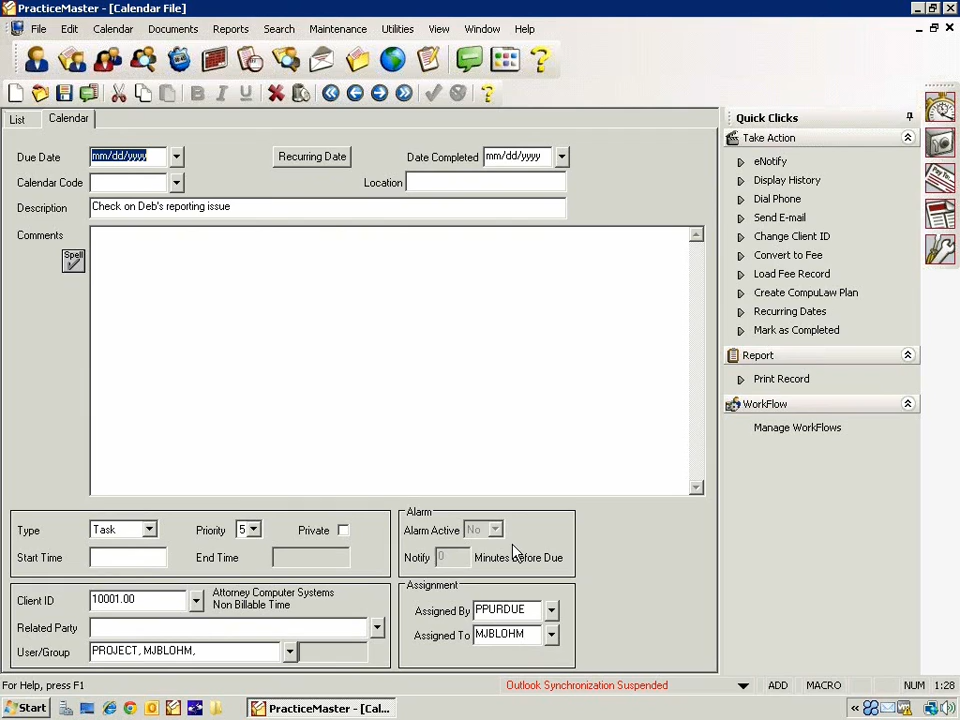 PracticeMaster - [Calendar File]
File Edit Calendar Documents Reports Search Maintenance Utilities View Window Help
B I U
List Calendar
Due Date mm/dd/yyyy Recurring Date Date Completed mm/dd/yyyy
Calendar Code Location
Description Check on Deb's reporting issue
Comments
Spell
Type Task Priority 5 Private
Start Time End Time
Alarm
Alarm Active No
Notify 0 Minutes Before Due
Client ID 10001.00 Attorney Computer Systems
Non Billable Time
Related Party
User/Group PROJECT, MJBLOHM,
Assignment
Assigned By PPURDUE
Assigned To MJBLOHM
Quick Clicks
Take Action
eNotify
Display History
Dial Phone
Send E-mail
Change Client ID
Convert to Fee
Load Fee Record
Create CompuLaw Plan
Recurring Dates
Mark as Completed
Report
Print Record
WorkFlow
Manage WorkFlows
For Help, press F1 Outlook Synchronization Suspended ADD MACRO NUM 1:28
Start PracticeMaster - [Cal...